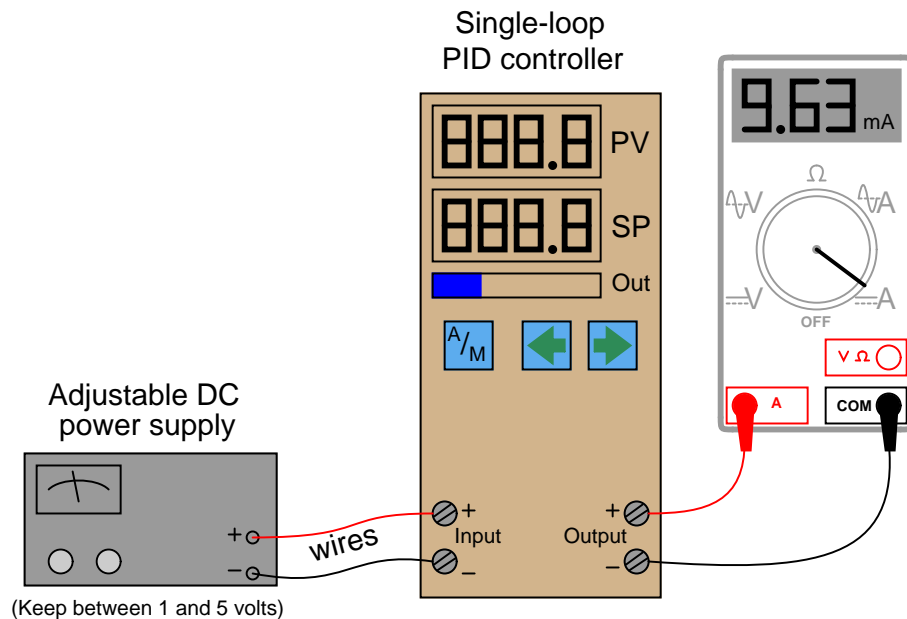 Single-loop
PID controller
9.63 mA
888.8 PV
888.8 SP
Out
A/M
Ω
V
A
V
A
OFF
V Ω
A
COM
Adjustable DC
power supply
+
−
(Keep between 1 and 5 volts)
wires
+
Input
−
+
Output
−